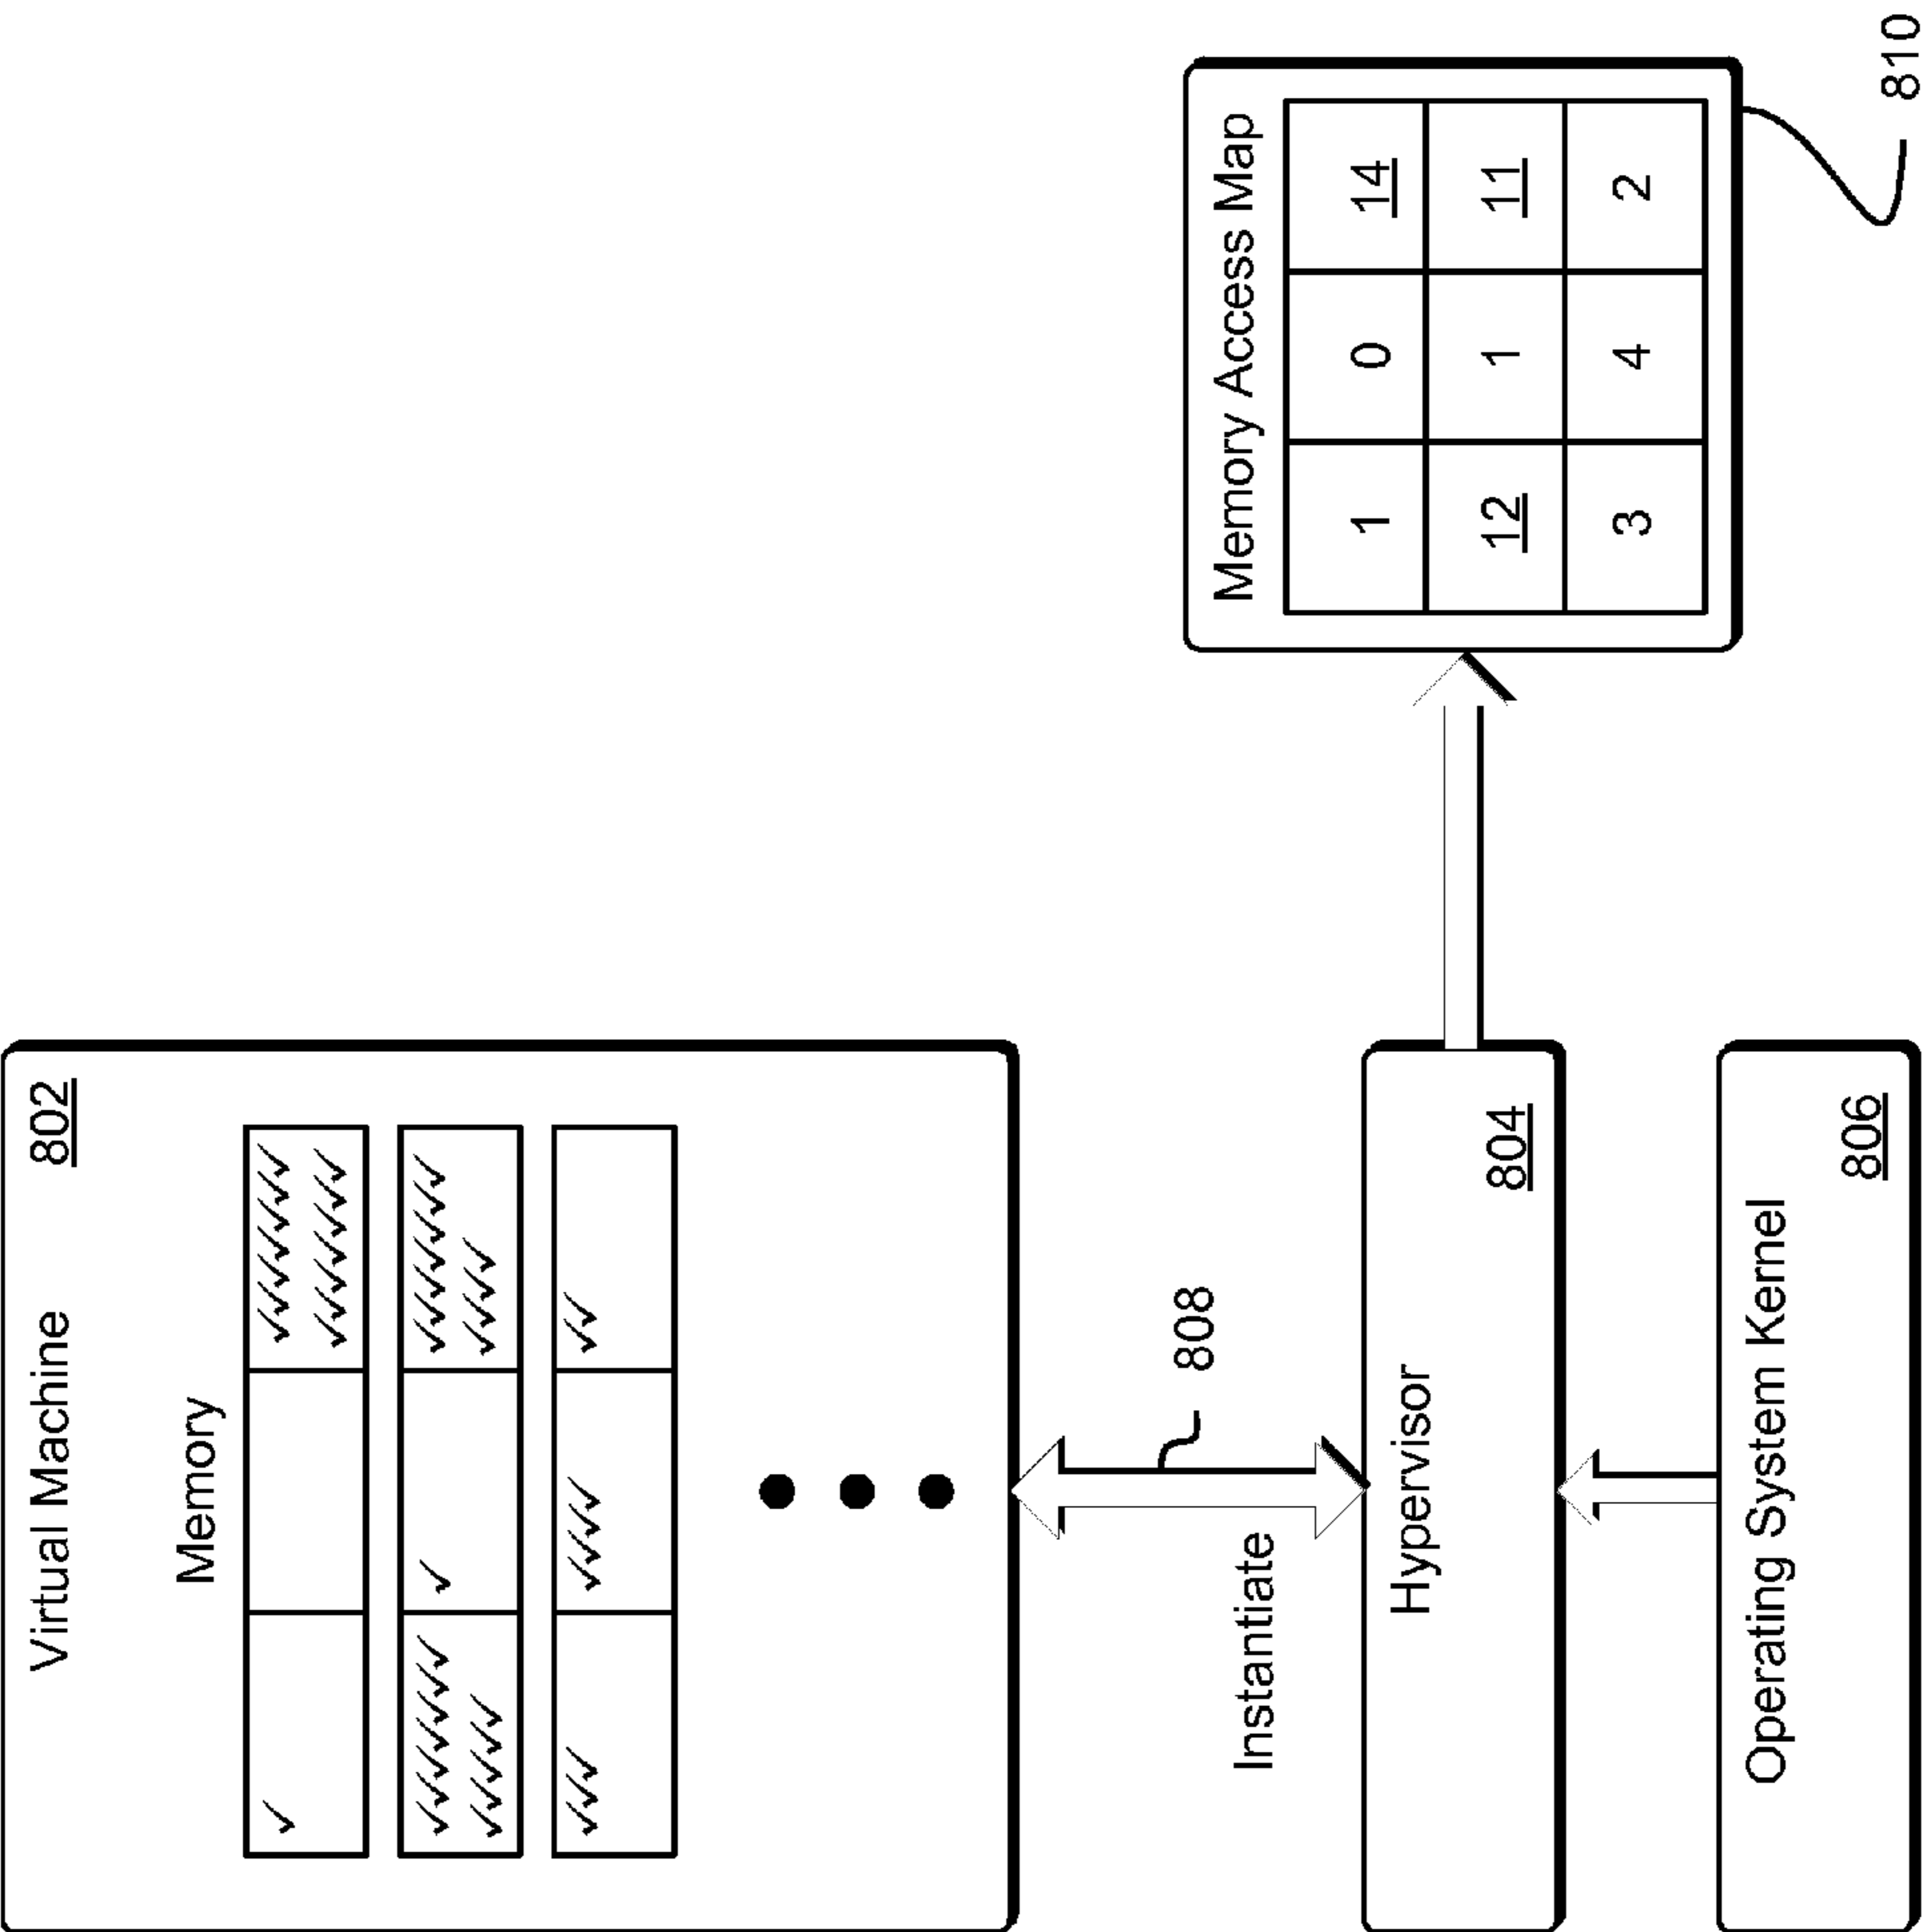 Virtual Machine 802
Memory
808
Instantiate
Hypervisor
804
Operating System Kernel
806
Memory Access Map
1 0 14
12 1 11
3 4 2
810